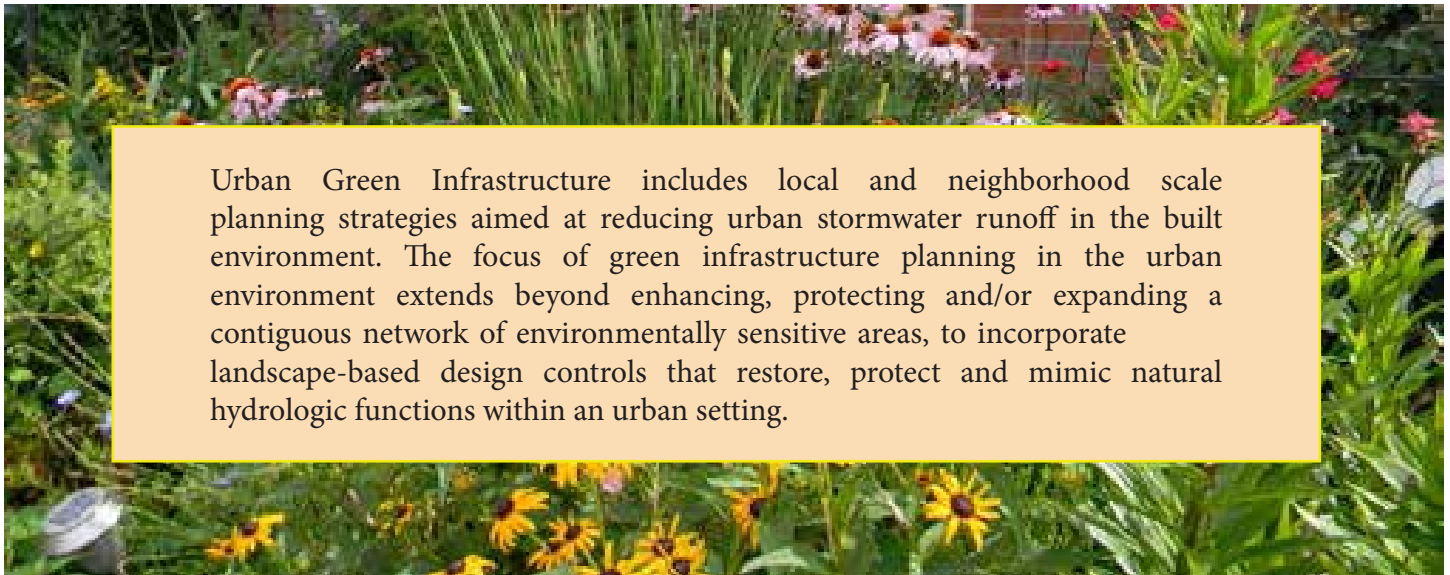 Urban Green Infrastructure includes local and neighborhood scale
planning strategies aimed at reducing urban stormwater runoff in the built
environment. The focus of green infrastructure planning in the urban
environment extends beyond enhancing, protecting and/or expanding a
contiguous network of environmentally sensitive areas, to incorporate
landscape-based design controls that restore, protect and mimic natural
hydrologic functions within an urban setting.